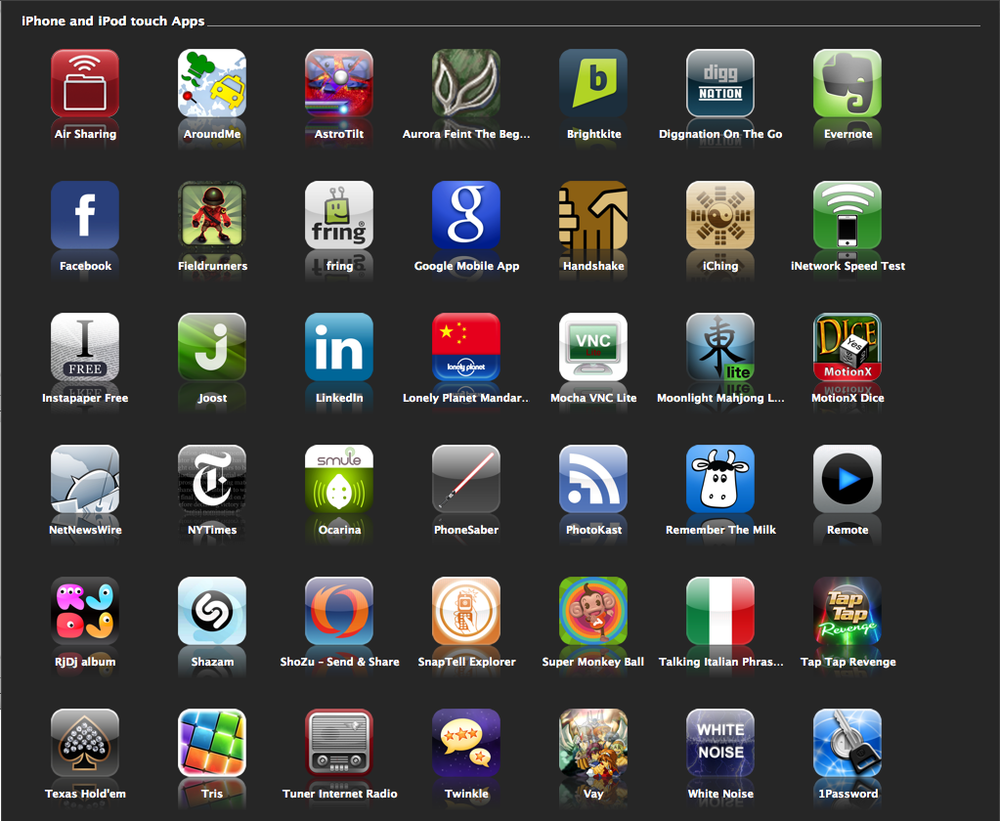 iPhone and iPod touch Apps
digg
NATION
b
Air Sharing
AroundMe
AstroTilt
Aurora Feint The Beg...
Brightkite
Diggnation On The Go
Evernote
f
fring®
g
Facebook
Fieldrunners
fring
Google Mobile App
Handshake
iChing
iNetwork Speed Test
I
FREE
J
in
lonely planet
VNC
Lite
東
lite
DICE
Yes
MotionX
Instapaper Free
Joost
LinkedIn
Lonely Planet Mandar..
Mocha VNC Lite
Moonlight Mahjong L...
MotionX Dice
T
smule
NetNewsWire
NYTimes
Ocarina
PhoneSaber
PhotoKast
Remember The Milk
Remote
Tap
Tap
Revenge
RjDj album
Shazam
ShoZu – Send & Share
SnapTell Explorer
Super Monkey Ball
Talking Italian Phras...
Tap Tap Revenge
WHITE
NOISE
Texas Hold'em
Tris
Tuner Internet Radio
Twinkle
Vay
White Noise
1Password